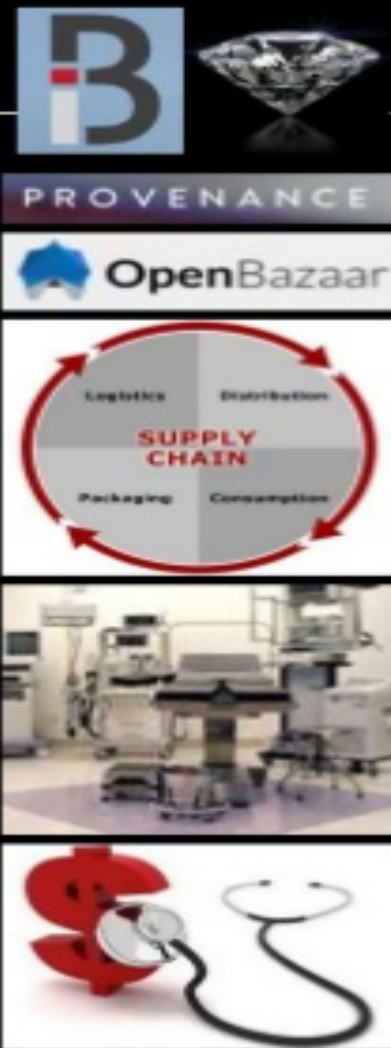 B
PROVENANCE
OpenBazaar
Logistics
Distribution
SUPPLY
CHAIN
Packaging
Consumption
$